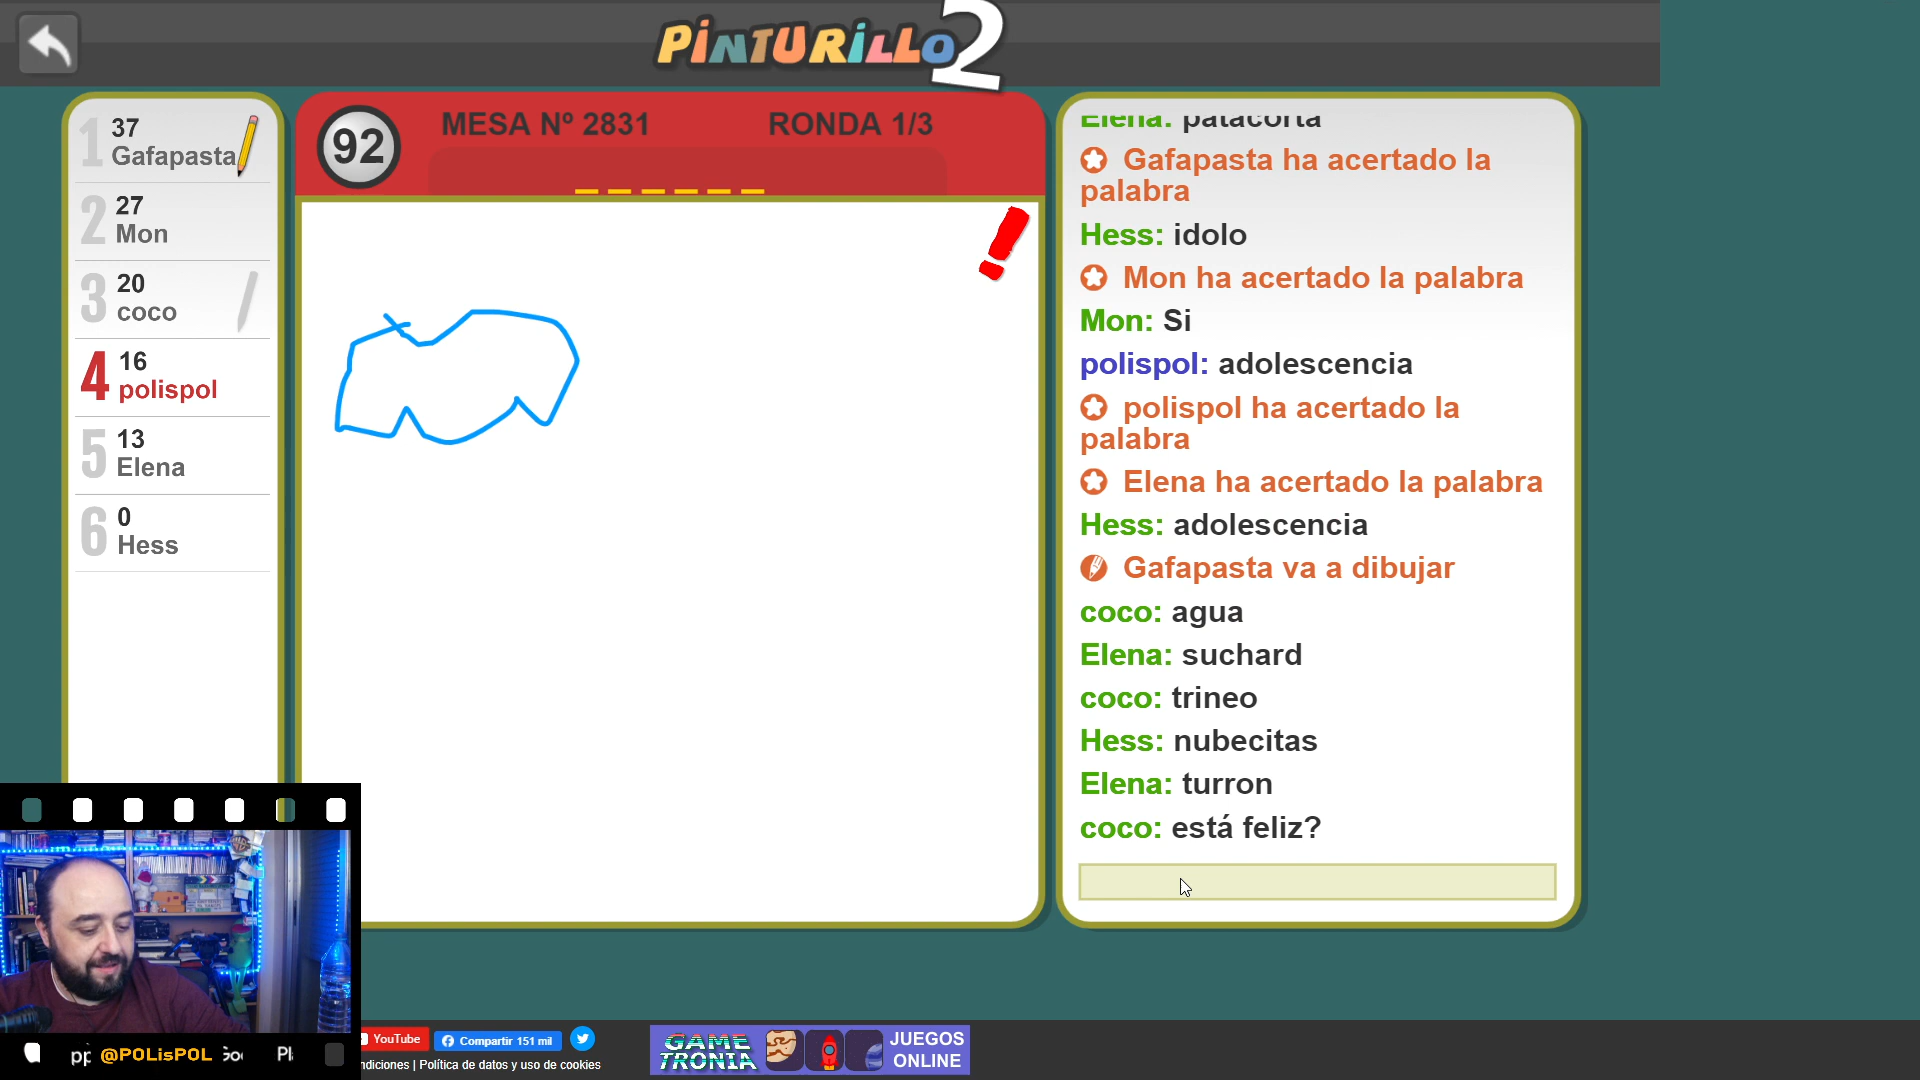 PiNTURiLLO 2
1 37
Gafapasta
2 27
Mon
3 20
coco
4 16
polispol
5 13
Elena
6 0
Hess
92
MESA Nº 2831
RONDA 1/3
Elena: patacorta
Gafapasta ha acertado la
palabra
Hess: idolo
Mon ha acertado la palabra
Mon: Si
polispol: adolescencia
polispol ha acertado la
palabra
Elena ha acertado la palabra
Hess: adolescencia
Gafapasta va a dibujar
coco: agua
Elena: suchard
coco: trineo
Hess: nubecitas
Elena: turron
coco: está feliz?
@POLisPOL
YouTube
Compartir 151 mil
ndiciones | Política de datos y uso de cookies
GAME
TRONIA
JUEGOS
ONLINE